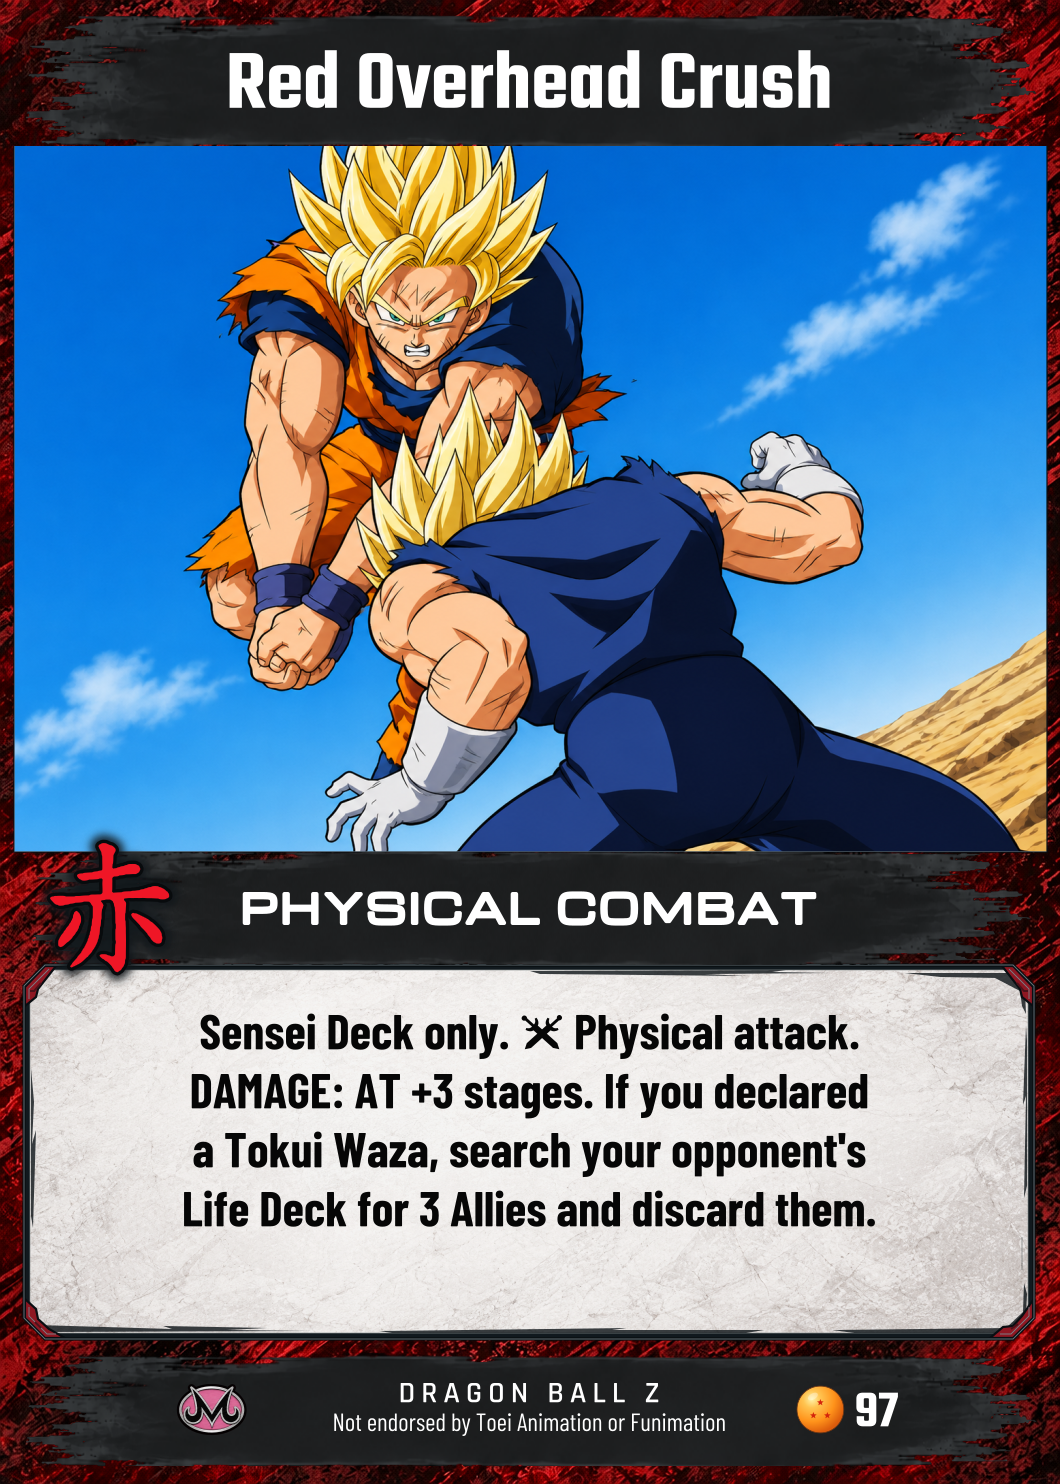 Red Overhead Crush
赤
PHYSICAL COMBAT
Sensei Deck only. Physical attack.
DAMAGE: AT +3 stages. If you declared
a Tokui Waza, search your opponent's
Life Deck for 3 Allies and discard them.
DRAGON BALL Z
Not endorsed by Toei Animation or Funimation
97